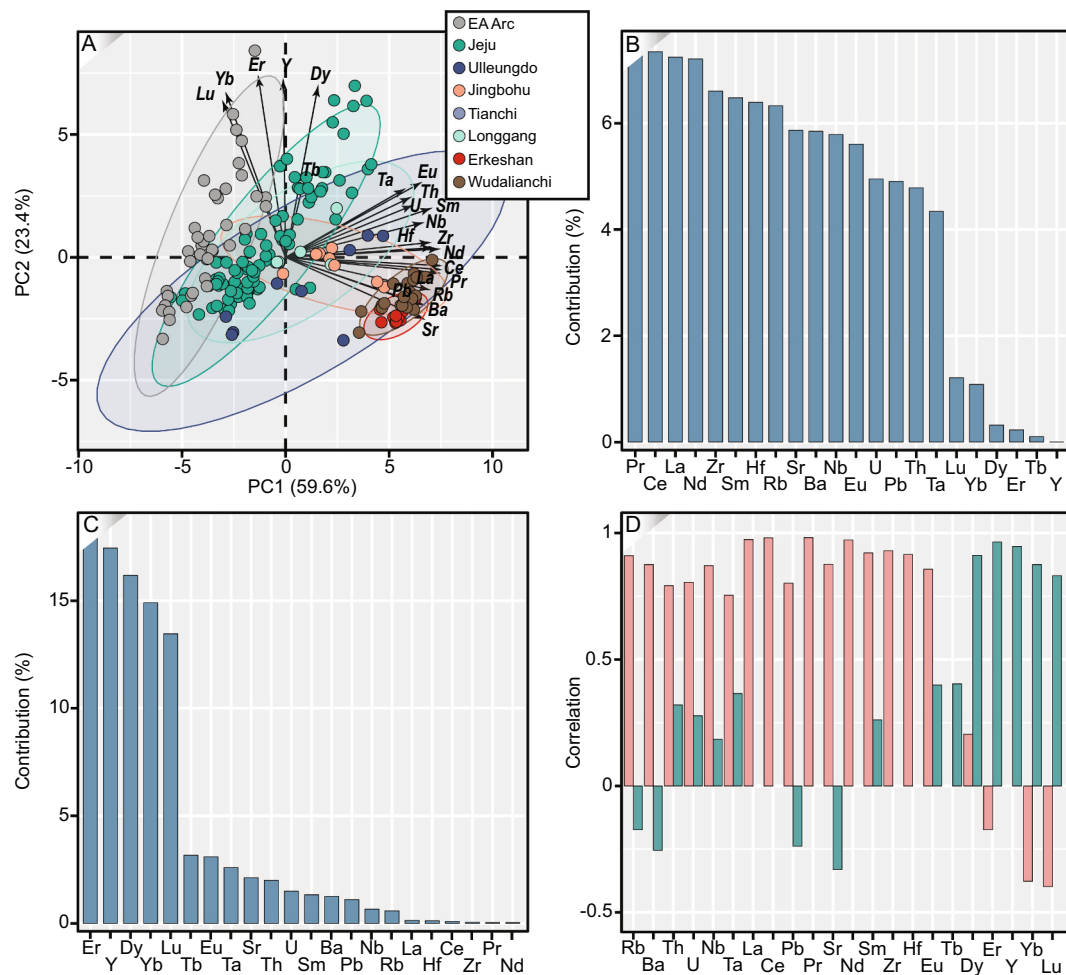 A
EA Arc
Jeju
Ulleungdo
Jingbohu
Tianchi
Longgang
Erkeshan
Wudalianchi
Er
Y
Dy
Yb
Lu
Tb
Ta
Eu
Th
U
Sm
Nb
Hf
Zr
Nd
Ce
La
Pr
Pb
Rb
Ba
Sr
5
0
-5
-10
-5
0
5
10
PC2 (23.4%)
PC1 (59.6%)
B
Contribution (%)
6
4
2
0
Pr La Zr Hf Sr Nb U Th Lu Dy Tb
Ce Nd Sm Rb Ba Eu Pb Ta Yb Er Y
C
Contribution (%)
15
10
5
0
Er Dy Lu Eu Sr U Ba Nb La Ce Pr
Y Yb Tb Ta Th Sm Pb Rb Hf Zr Nd
D
Correlation
1
0.5
0
-0.5
Rb Th Nb La Pb Sr Sm Hf Tb Er Yb
Ba U Ta Ce Pr Nd Zr Eu Dy Y Lu